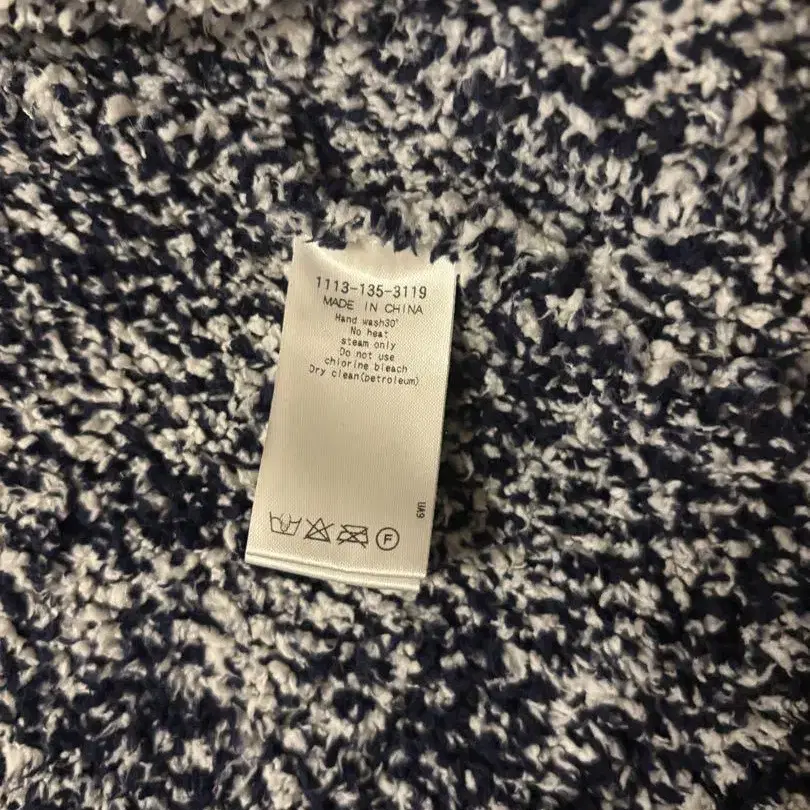 1113-135-3119
MADE IN CHINA
Hand wash30°
No heat
steam only
Do not use
chlorine bleach
Dry clean(petroleum)
UA9
F